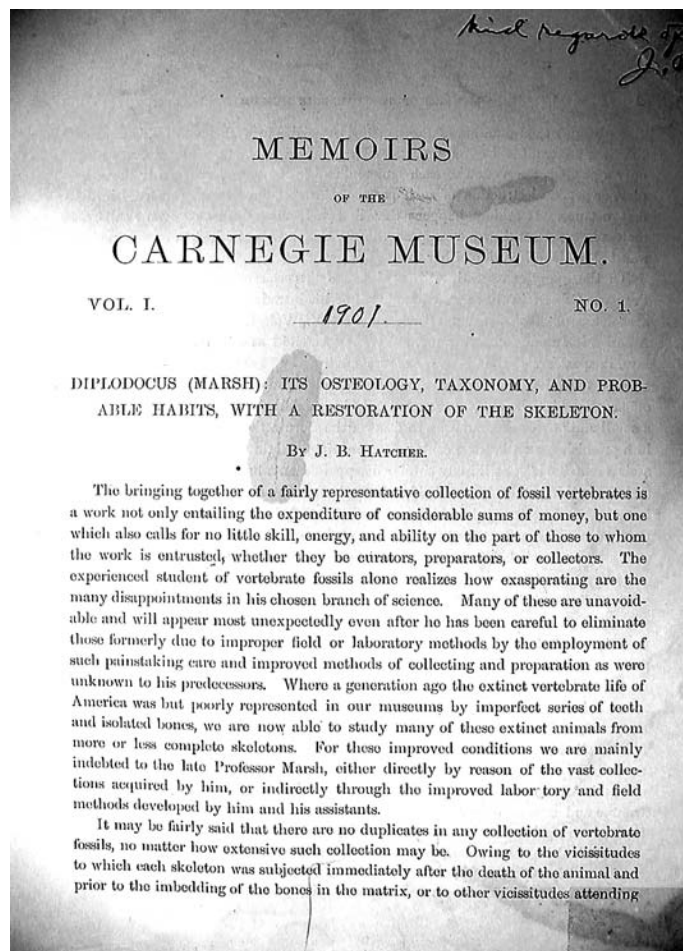 kind regards of
J.
MEMOIRS
OF THE
CARNEGIE MUSEUM.
VOL. I.
1901.
NO. 1.
DIPLODOCUS (MARSH): ITS OSTEOLOGY, TAXONOMY, AND PROB-
ABLE HABITS, WITH A RESTORATION OF THE SKELETON.
BY J. B. HATCHER.
The bringing together of a fairly representative collection of fossil vertebrates is
a work not only entailing the expenditure of considerable sums of money, but one
which also calls for no little skill, energy, and ability on the part of those to whom
the work is entrusted, whether they be curators, preparators, or collectors. The
experienced student of vertebrate fossils alone realizes how exasperating are the
many disappointments in his chosen branch of science. Many of these are unavoid-
able and will appear most unexpectedly even after he has been careful to eliminate
those formerly due to improper field or laboratory methods by the employment of
such painstaking care and improved methods of collecting and preparation as were
unknown to his predecessors. Where a generation ago the extinct vertebrate life of
America was but poorly represented in our museums by imperfect series of teeth
and isolated bones, we are now able to study many of these extinct animals from
more or less complete skeletons. For these improved conditions we are mainly
indebted to the late Professor Marsh, either directly by reason of the vast collec-
tions acquired by him, or indirectly through the improved labor tory and field
methods developed by him and his assistants.
It may be fairly said that there are no duplicates in any collection of vertebrate
fossils, no matter how extensive such collection may be. Owing to the vicissitudes
to which each skeleton was subjected immediately after the death of the animal and
prior to the imbedding of the bones in the matrix, or to other vicissitudes attending